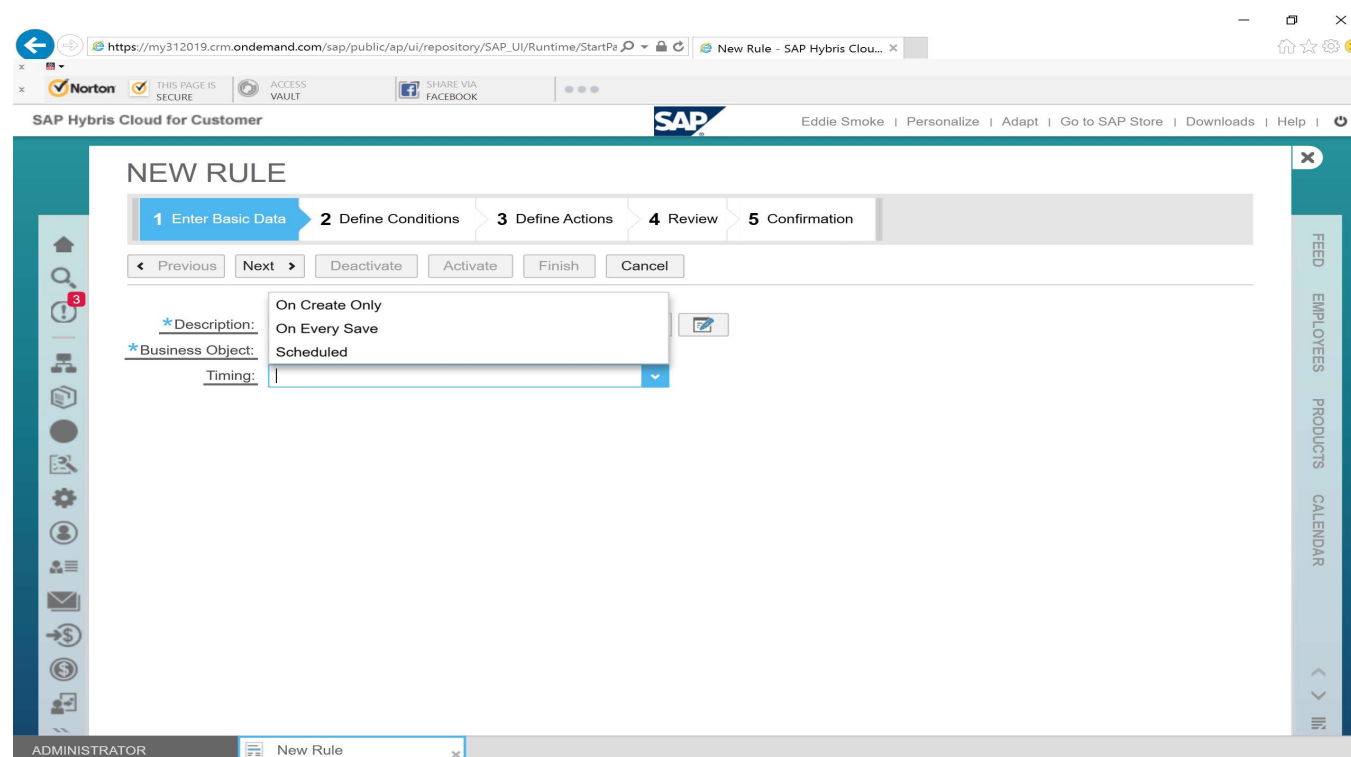 https://my312019.crm.ondemand.com/sap/public/ap/ui/repository/SAP_UI/Runtime/StartPa
New Rule - SAP Hybris Clou...
Norton
THIS PAGE IS SECURE
ACCESS VAULT
SHARE VIA FACEBOOK
SAP Hybris Cloud for Customer
SAP
Eddie Smoke | Personalize | Adapt | Go to SAP Store | Downloads | Help |
NEW RULE
1 Enter Basic Data 2 Define Conditions 3 Define Actions 4 Review 5 Confirmation
Previous Next Deactivate Activate Finish Cancel
3
On Create Only
*Description:
On Every Save
*Business Object:
Scheduled
Timing:
FEED
EMPLOYEES
PRODUCTS
CALENDAR
ADMINISTRATOR
New Rule